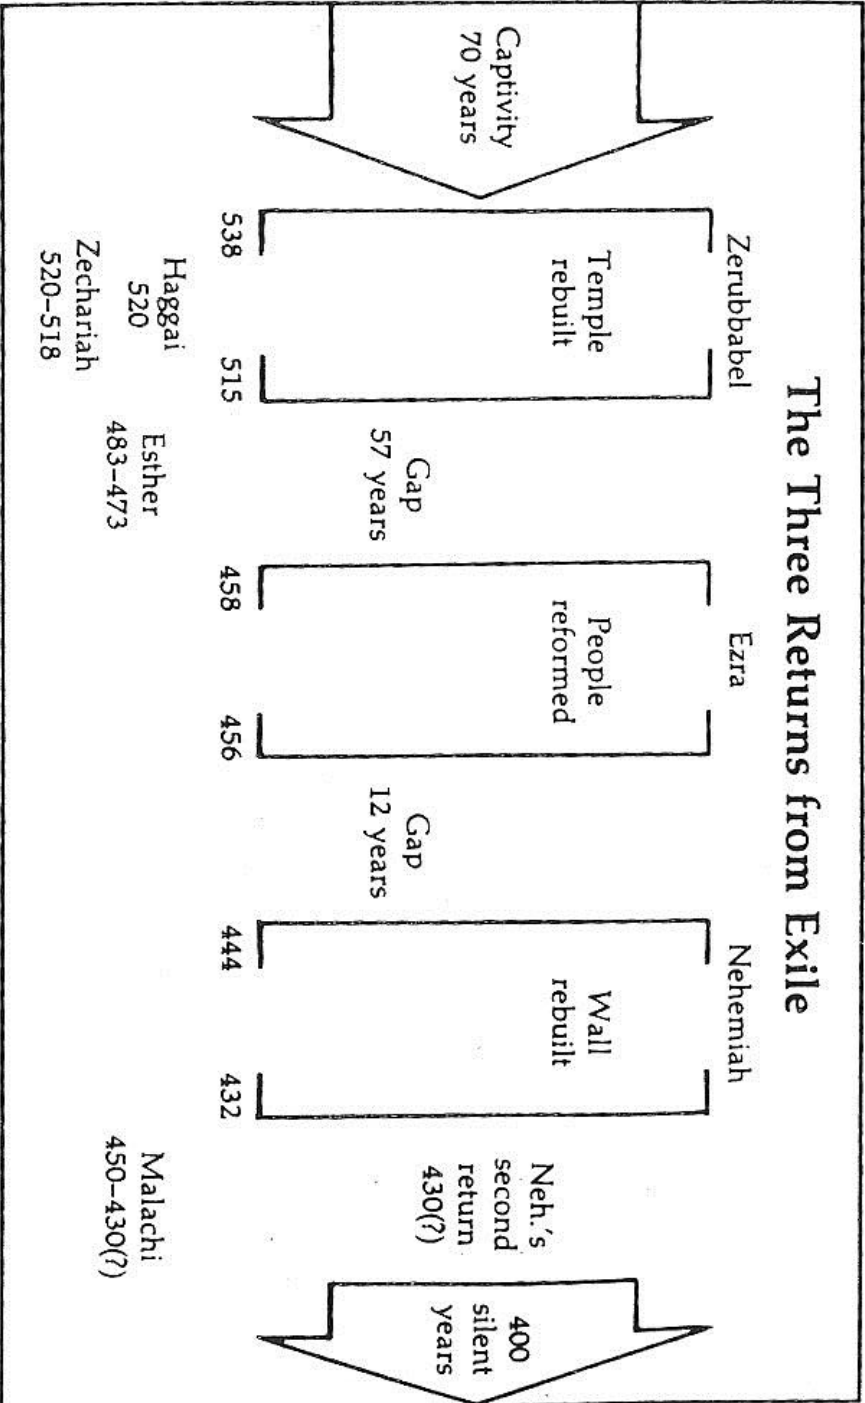 The Three Returns from Exile
Captivity
70 years
Zerubbabel
Temple
rebuilt
538
515
Haggai
520
Zechariah
520–518
Gap
57 years
Esther
483–473
Ezra
People
reformed
458
456
Gap
12 years
Nehemiah
Wall
rebuilt
444
432
Neh.'s
second
return
430(?)
Malachi
450–430(?)
400
silent
years